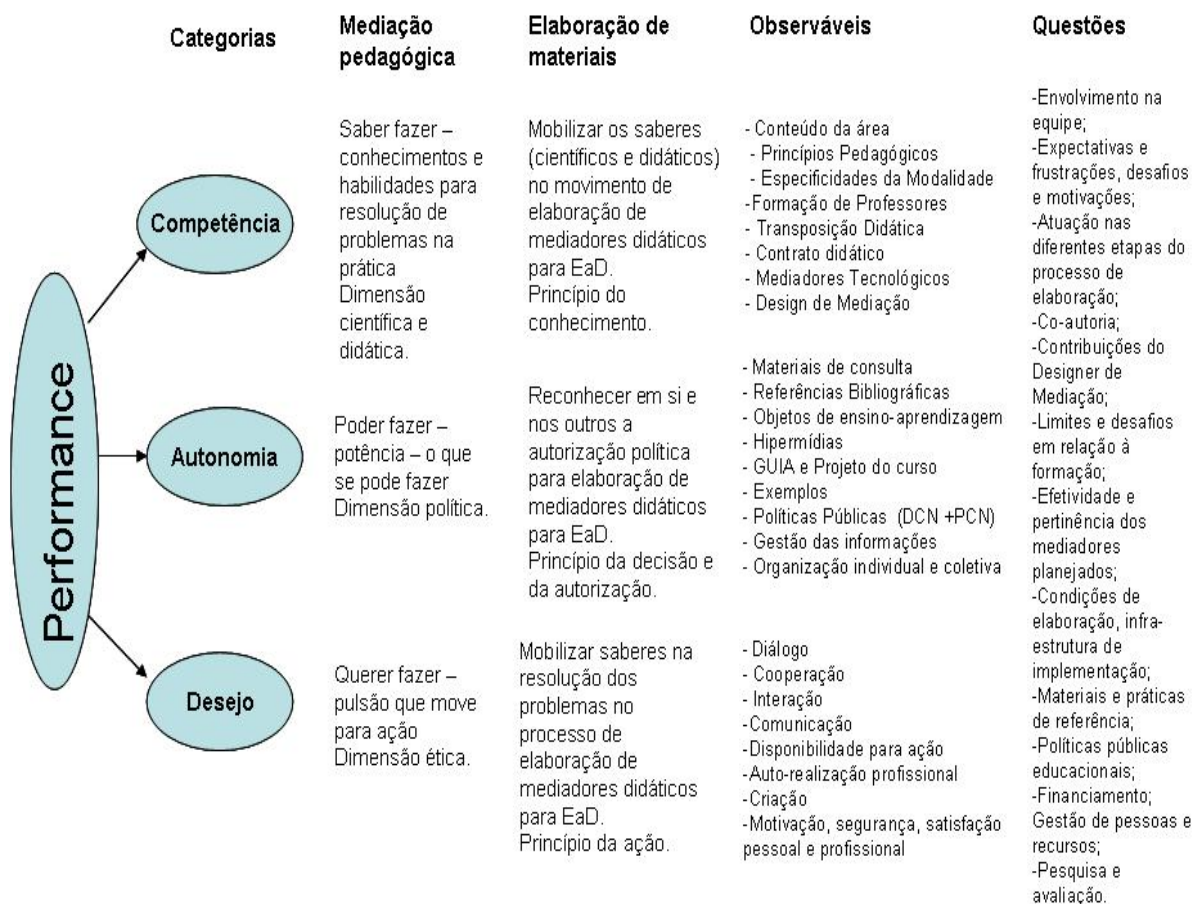 Categorias
Mediação
pedagógica
Elaboração de
materiais
Observáveis
Questões
Performance
Competência
Saber fazer –
conhecimentos e
habilidades para
resolução de
problemas na
prática
Dimensão
científica e
didática.
Mobilizar os saberes
(científicos e didáticos)
no movimento de
elaboração de
mediadores didáticos
para EaD.
Princípio do
conhecimento.
- Conteúdo da área
- Princípios Pedagógicos
- Especificidades da Modalidade
-Formação de Professores
- Transposição Didática
- Contrato didático
- Mediadores Tecnológicos
- Design de Mediação
Autonomia
Poder fazer –
potência – o que
se pode fazer
Dimensão política.
Reconhecer em si e
nos outros a
autorização política
para elaboração de
mediadores didáticos
para EaD.
Princípio da decisão e
da autorização.
- Materiais de consulta
- Referências Bibliográficas
- Objetos de ensino-aprendizagem
- Hipermídias
- GUIA e Projeto do curso
- Exemplos
- Políticas Públicas (DCN +PCN)
- Gestão das informações
- Organização individual e coletiva
Desejo
Querer fazer –
pulsão que move
para ação
Dimensão ética.
Mobilizar saberes na
resolução dos
problemas no
processo de
elaboração de
mediadores didáticos
para EaD.
Princípio da ação.
- Diálogo
- Cooperação
- Interação
-Comunicação
-Disponibilidade para ação
-Auto-realização profissional
-Criação
-Motivação, segurança, satisfação
pessoal e profissional
-Envolvimento na
equipe;
-Expectativas e
frustrações, desafios
e motivações;
-Atuação nas
diferentes etapas do
processo de
elaboração;
-Co-autoria;
-Contribuições do
Designer de
Mediação;
-Limites e desafios
em relação à
formação;
-Efetividade e
pertinência dos
mediadores
planejados;
-Condições de
elaboração, infra-
estrutura de
implementação;
-Materiais e práticas
de referência;
-Políticas públicas
educacionais;
-Financiamento;
Gestão de pessoas e
recursos;
-Pesquisa e
avaliação.